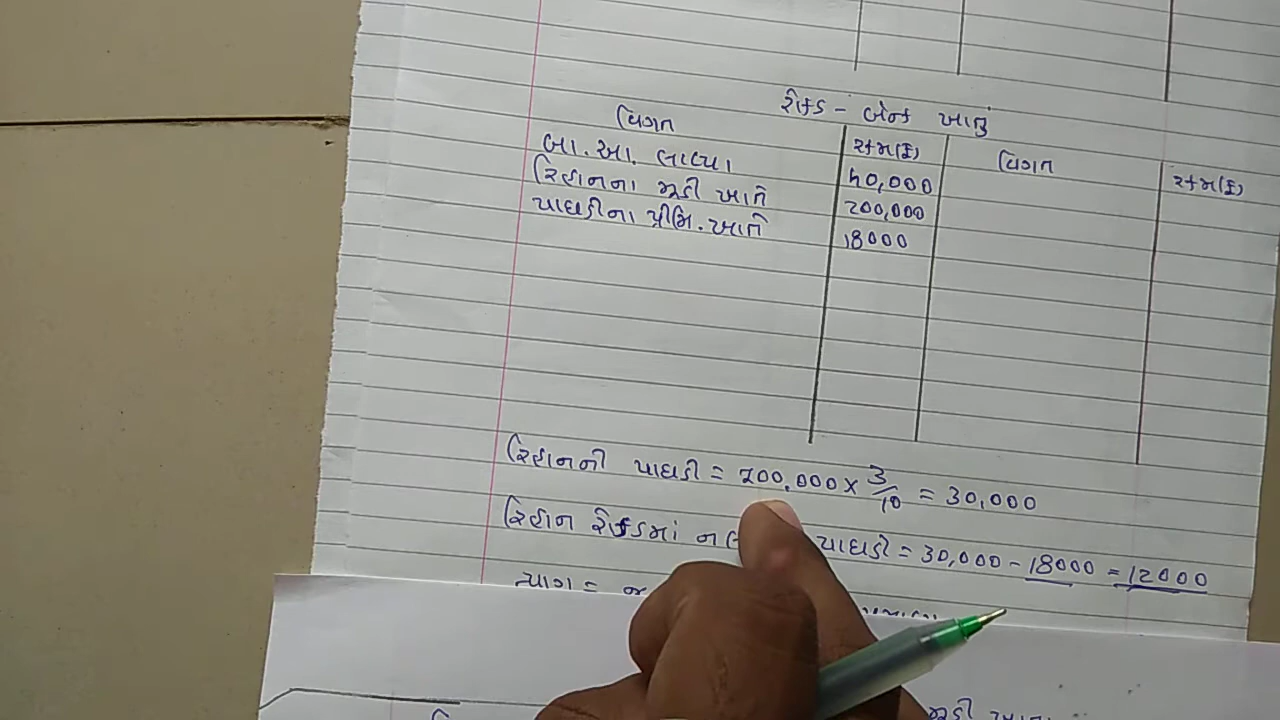 રોકડ - બેન્ક ખાતું
વિગત રકમ(₹) વિગત રકમ(₹)
બા.આ. લાવ્યા 40,000
રિહાનના મૂડી ખાતે 200,000
પાઘડીના પ્રીમિ.ખાતે 18000
રિહાનની પાઘડી = 200,000 × 3/10 = 30,000
રિહાન રોકડમાં પાઘડી = 30,000 - 18000 = 12000
ત્યાગ =
મૂડી